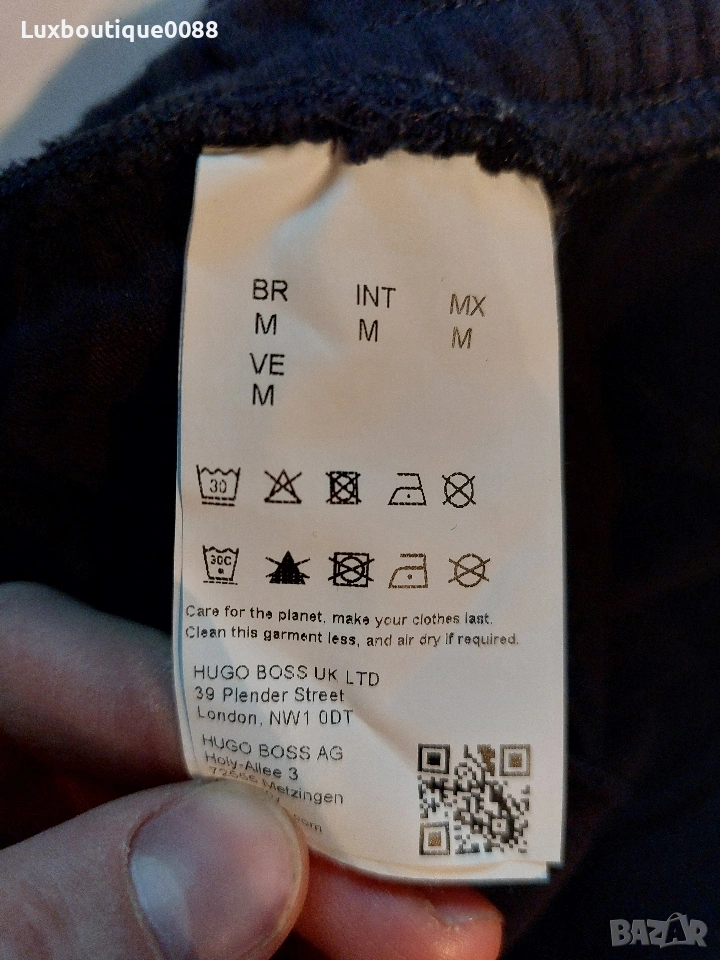 Luxboutique0088
BR INT MX
M M M
VE
M
30
30C
Care for the planet, make your clothes last.
Clean this garment less, and air dry if required.
HUGO BOSS UK LTD
39 Plender Street
London, NW1 0DT
HUGO BOSS AG
Holy-Allee 3
Metzingen
BAZAR